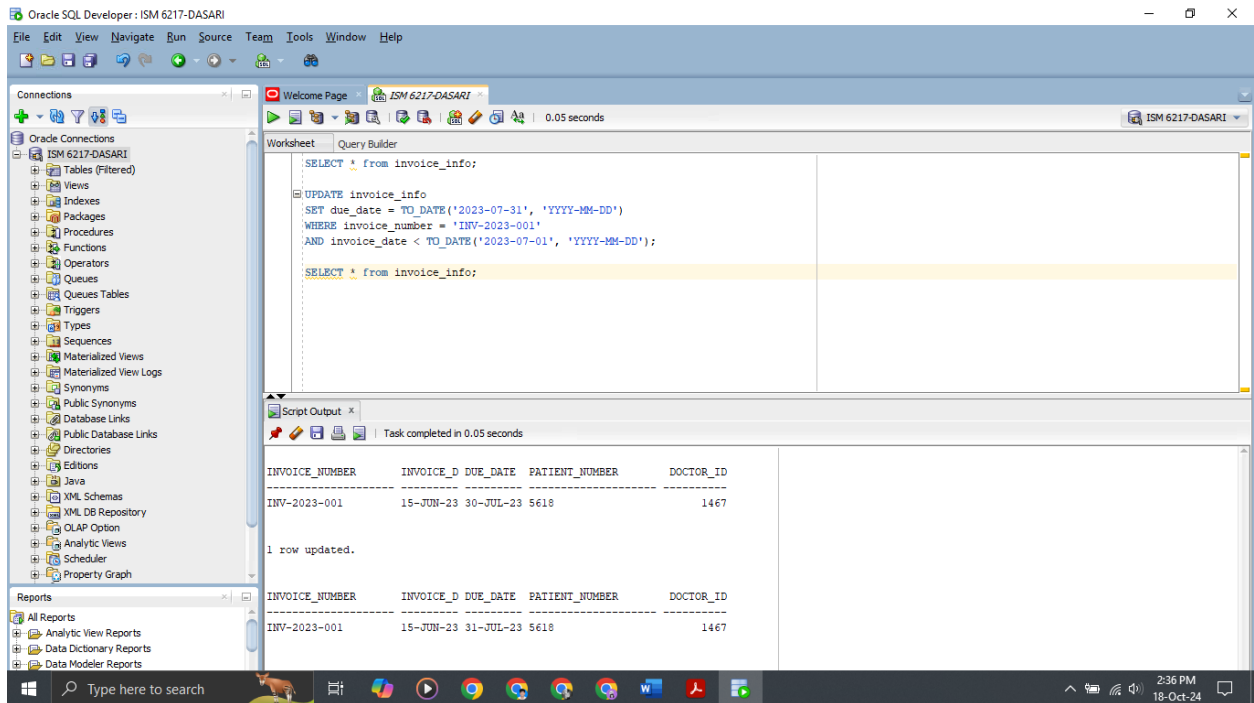 Oracle SQL Developer : ISM 6217-DASARI
File Edit View Navigate Run Source Team Tools Window Help
Connections
Oracle Connections
ISM 6217-DASARI
Tables (Filtered)
Views
Indexes
Packages
Procedures
Functions
Operators
Queues
Queues Tables
Triggers
Types
Sequences
Materialized Views
Materialized View Logs
Synonyms
Public Synonyms
Database Links
Public Database Links
Directories
Editions
Java
XML Schemas
XML DB Repository
OLAP Option
Analytic Views
Scheduler
Property Graph
Reports
All Reports
Analytic View Reports
Data Dictionary Reports
Data Modeler Reports
Welcome Page ISM 6217-DASARI
0.05 seconds ISM 6217-DASARI
Worksheet Query Builder
SELECT * from invoice_info;
UPDATE invoice_info
SET due_date = TO_DATE('2023-07-31', 'YYYY-MM-DD')
WHERE invoice_number = 'INV-2023-001'
AND invoice_date < TO_DATE('2023-07-01', 'YYYY-MM-DD');
SELECT * from invoice_info;
Script Output x
Task completed in 0.05 seconds
INVOICE_NUMBER INVOICE_D DUE_DATE PATIENT_NUMBER DOCTOR_ID
-------------------- --------- --------- -------------------- ----------
INV-2023-001 15-JUN-23 30-JUL-23 5618 1467
1 row updated.
INVOICE_NUMBER INVOICE_D DUE_DATE PATIENT_NUMBER DOCTOR_ID
-------------------- --------- --------- -------------------- ----------
INV-2023-001 15-JUN-23 31-JUL-23 5618 1467
Type here to search
2:36 PM
18-Oct-24